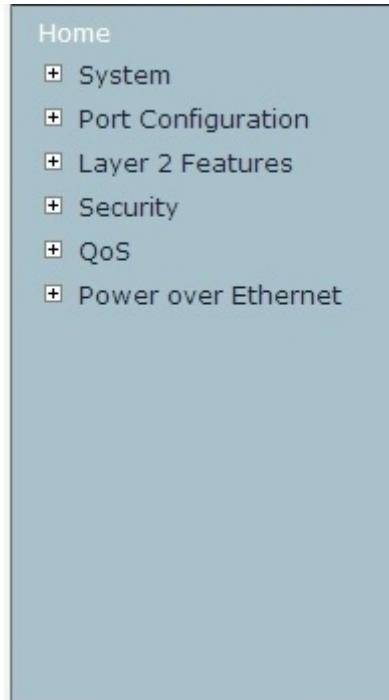 Home
System
Port Configuration
Layer 2 Features
Security
QoS
Power over Ethernet